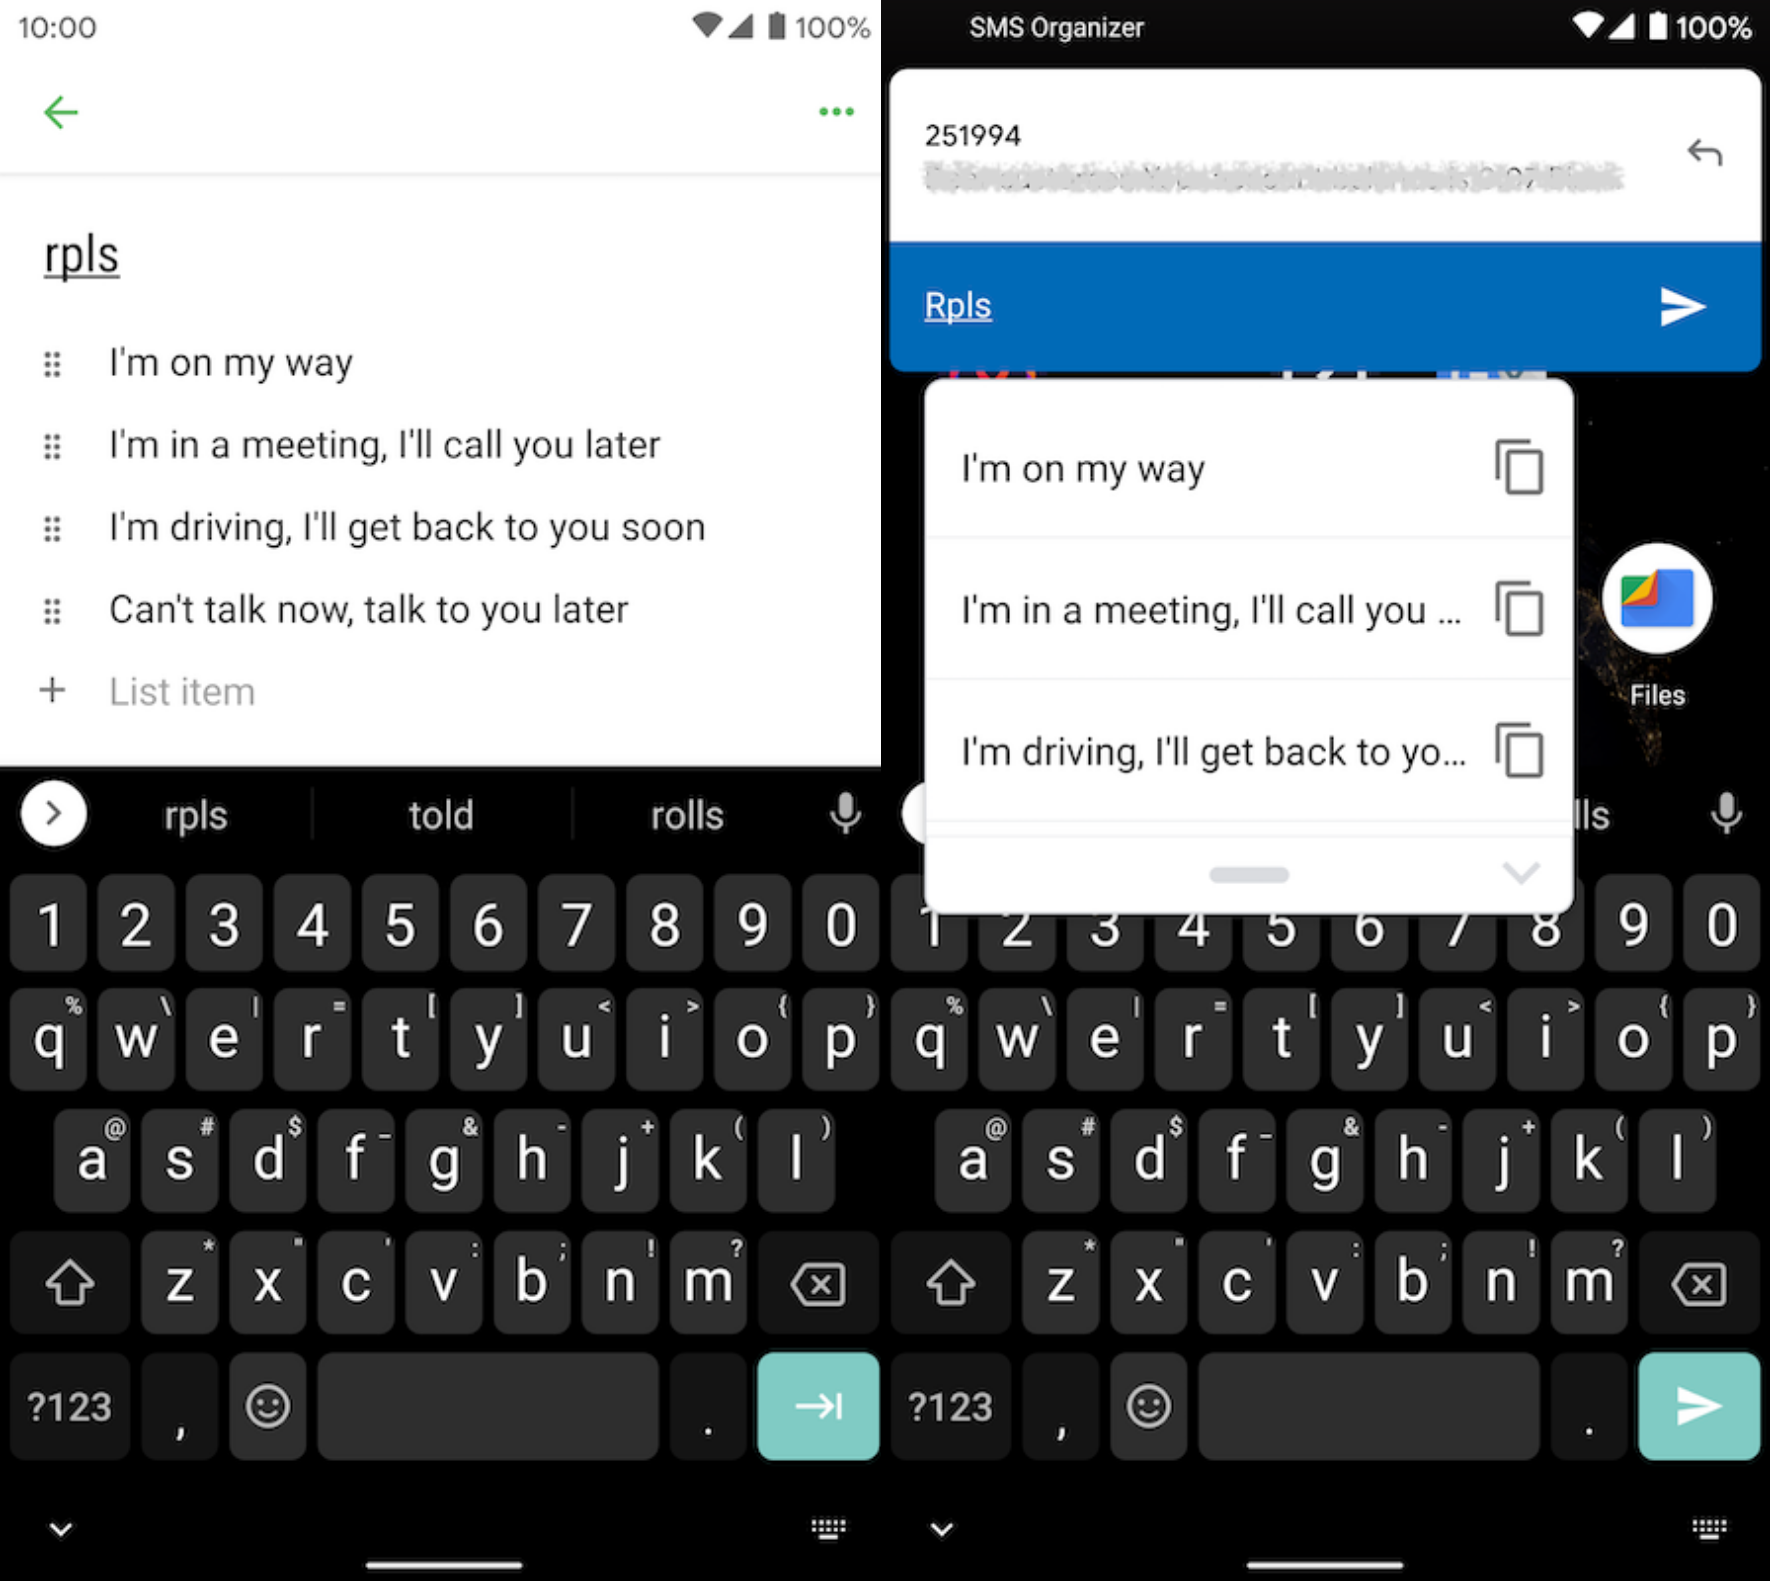 10:00
100%
rpls
I'm on my way
I'm in a meeting, I'll call you later
I'm driving, I'll get back to you soon
Can't talk now, talk to you later
+ List item
rpls told rolls
1 2 3 4 5 6 7 8 9 0
q % w \ e | r = t [ y ] u < i > o { p }
a @ s # d $ f _ g & h - j + k ( l )
z * x " c ' v : b ; n ! m ?
?123 , .
SMS Organizer
100%
251994
Rpls
I'm on my way
I'm in a meeting, I'll call you ...
I'm driving, I'll get back to yo...
Files
lls
1 2 3 4 5 6 7 8 9 0
q % w \ e | r = t [ y ] u < i > o { p }
a @ s # d $ f _ g & h - j + k ( l )
z * x " c ' v : b ; n ! m ?
?123 , .